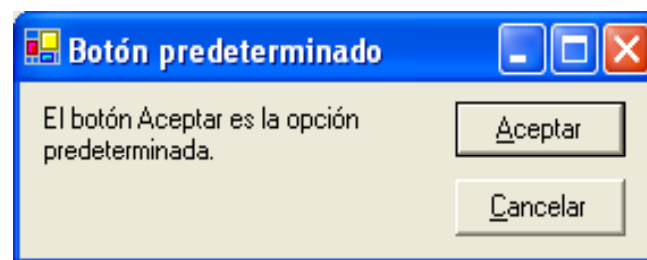 Botón predeterminado
El botón Aceptar es la opción
predeterminada.
Aceptar
Cancelar